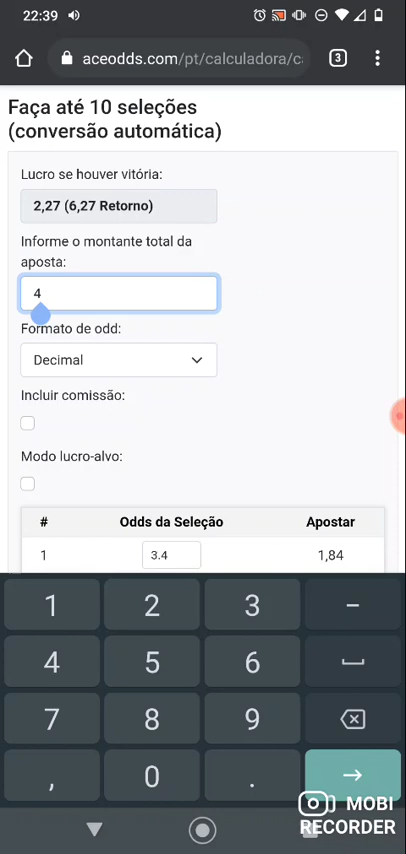 22:39
aceodds.com/pt/calculadora/c
3
Faça até 10 seleções
(conversão automática)
Lucro se houver vitória:
2,27 (6,27 Retorno)
Informe o montante total da
aposta:
4
Formato de odd:
Decimal
Incluir comissão:
Modo lucro-alvo:
# Odds da Seleção Apostar
1 3.4 1,84
1 2 3 −
4 5 6
7 8 9
, 0 .
MOBI
RECORDER